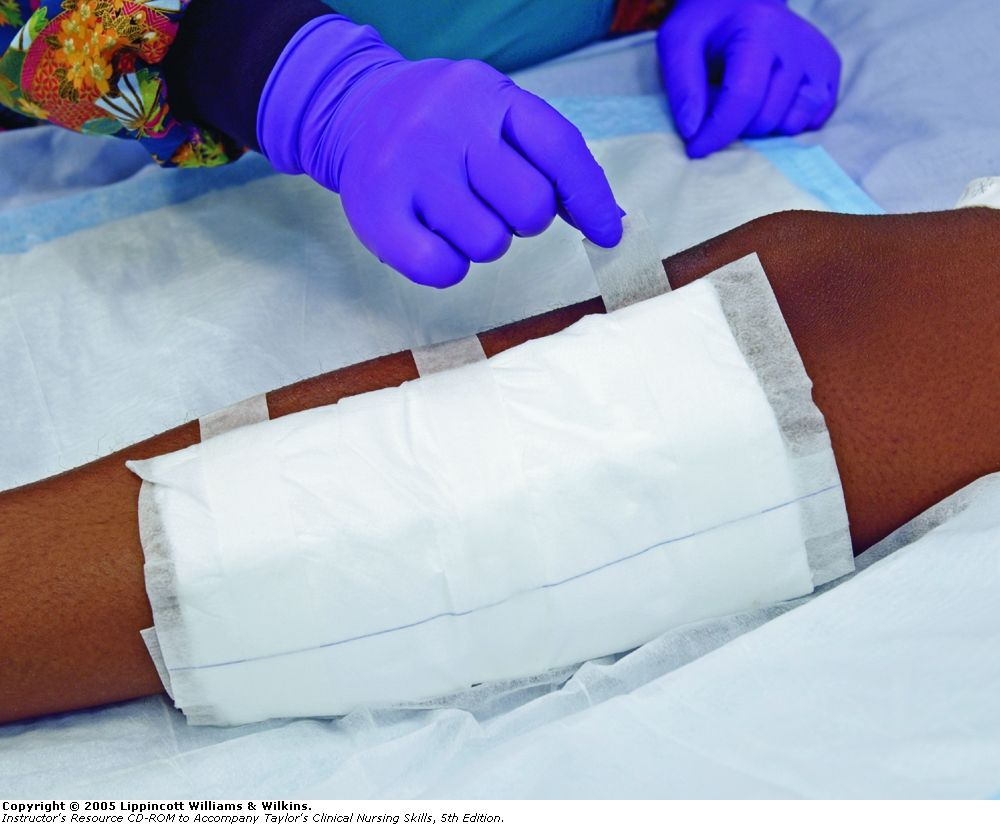 Copyright © 2005 Lippincott Williams & Wilkins.
Instructor's Resource CD-ROM to Accompany Taylor's Clinical Nursing Skills, 5th Edition.